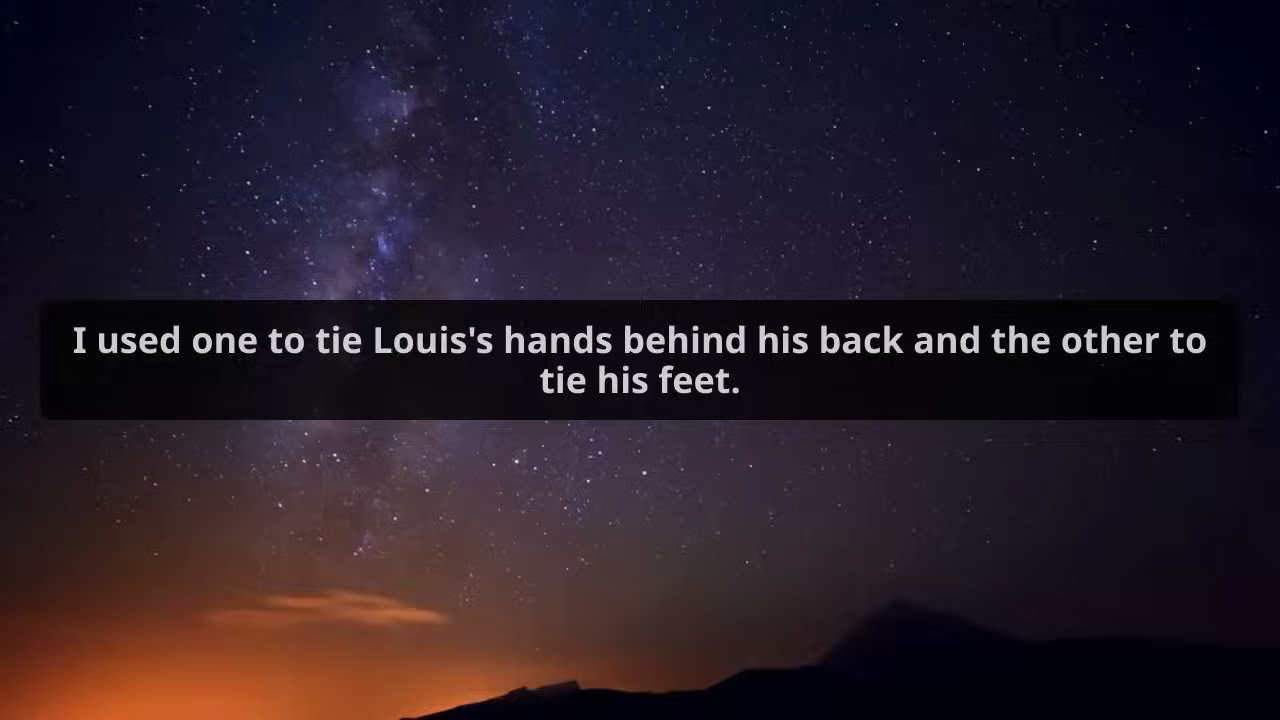 I used one to tie Louis's hands behind his back and the other to
tie his feet.